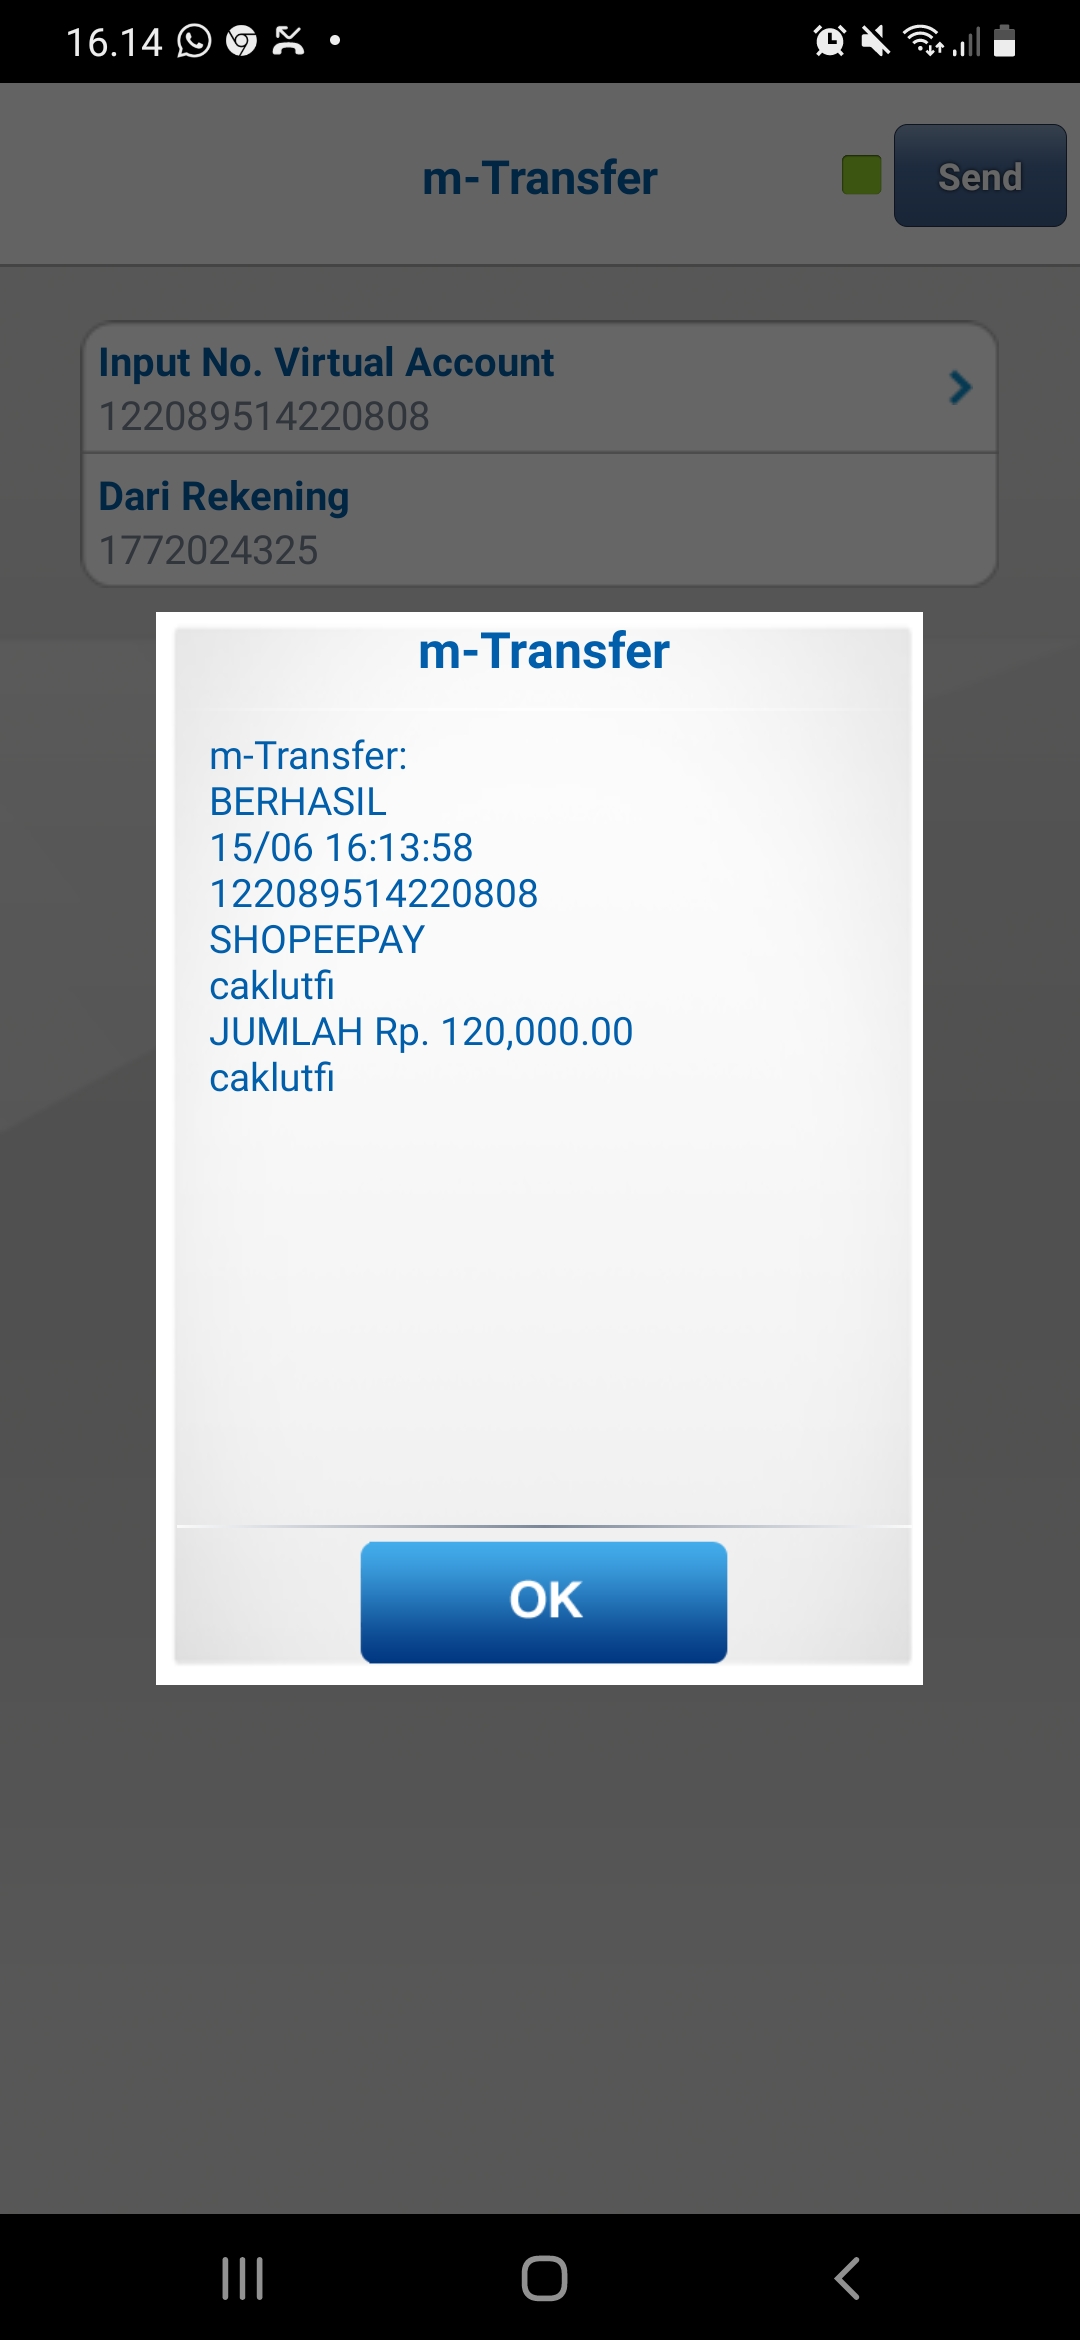 16.14
m-Transfer
Send
Input No. Virtual Account
122089514220808
Dari Rekening
1772024325
m-Transfer
m-Transfer:
BERHASIL
15/06 16:13:58
122089514220808
SHOPEEPAY
caklutfi
JUMLAH Rp. 120,000.00
caklutfi
OK